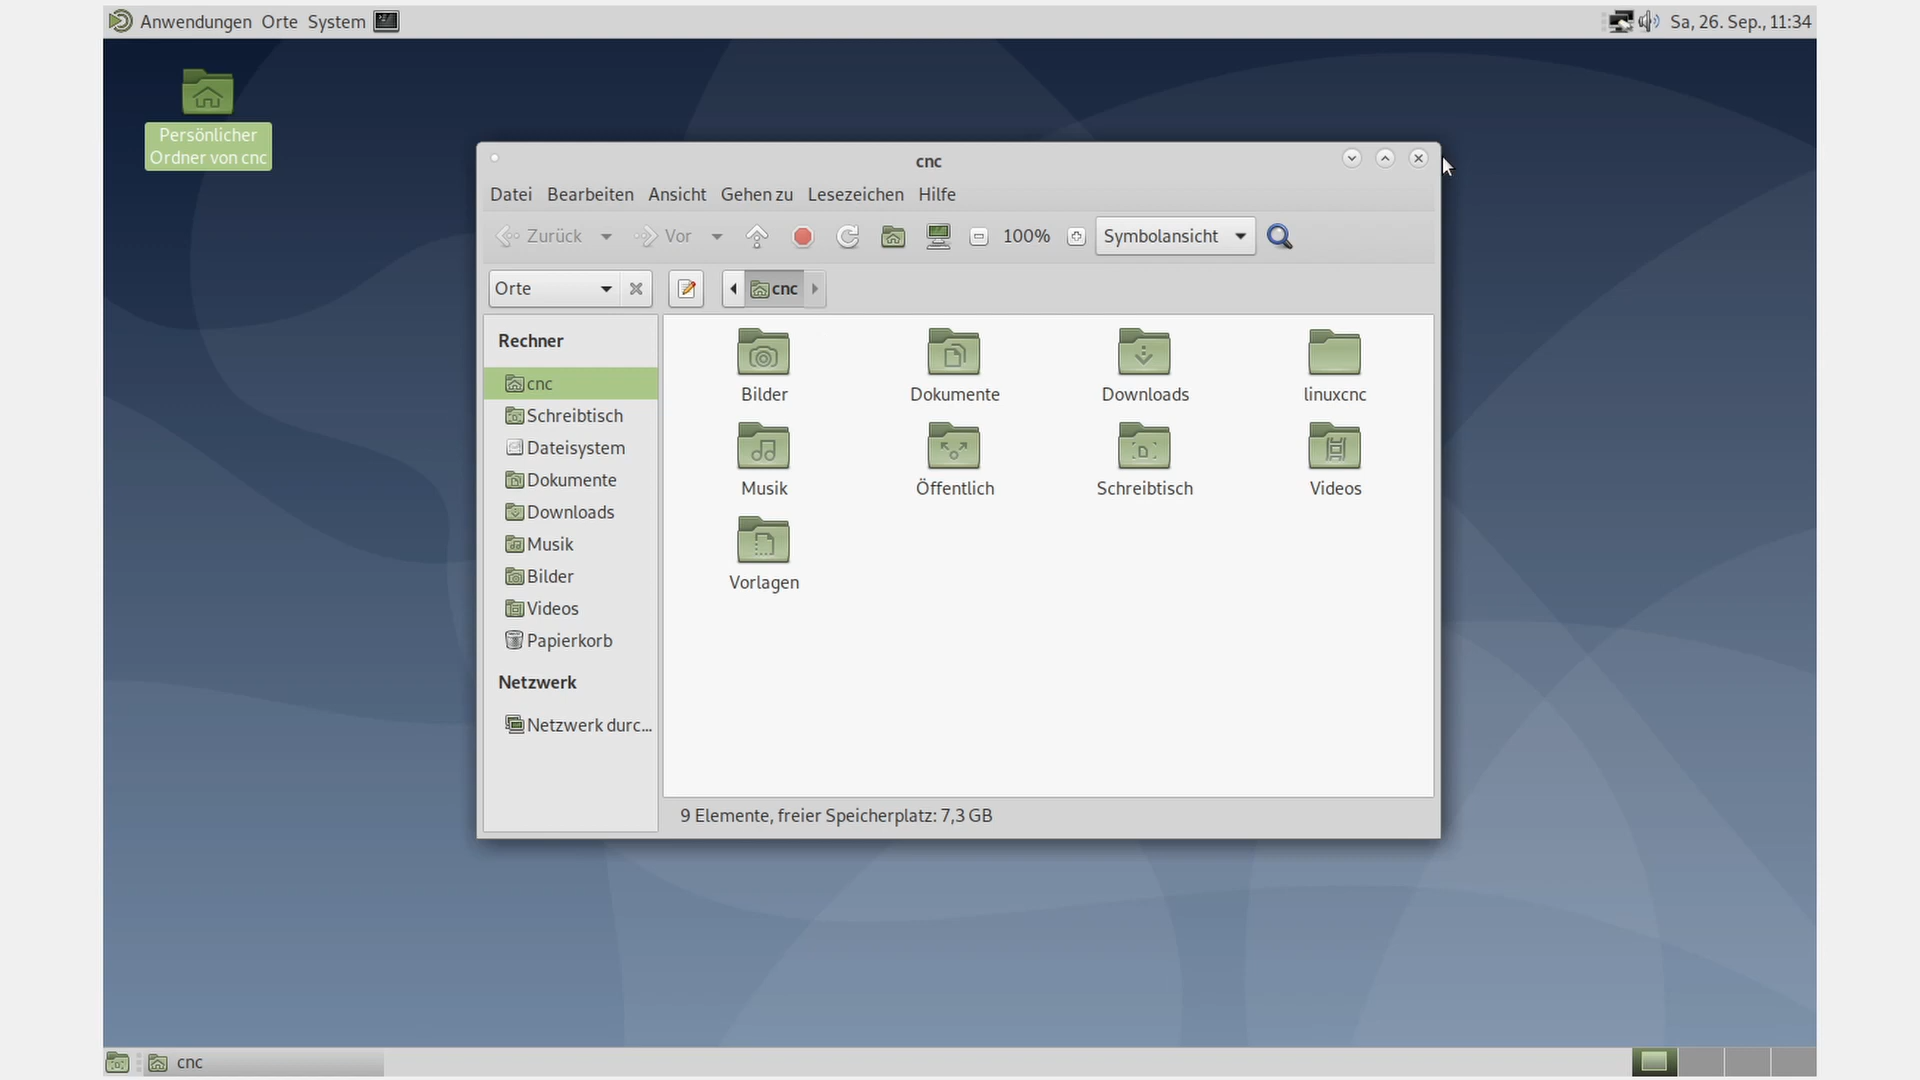 Anwendungen Orte System
Sa, 26. Sep., 11:34
Persönlicher
Ordner von cnc
cnc
Datei Bearbeiten Ansicht Gehen zu Lesezeichen Hilfe
Zurück Vor 100% Symbolansicht
Orte cnc
Rechner
cnc
Schreibtisch
Dateisystem
Dokumente
Downloads
Musik
Bilder
Videos
Papierkorb
Netzwerk
Netzwerk durc...
Bilder Dokumente Downloads linuxcnc
Musik Öffentlich Schreibtisch Videos
Vorlagen
9 Elemente, freier Speicherplatz: 7,3 GB
cnc